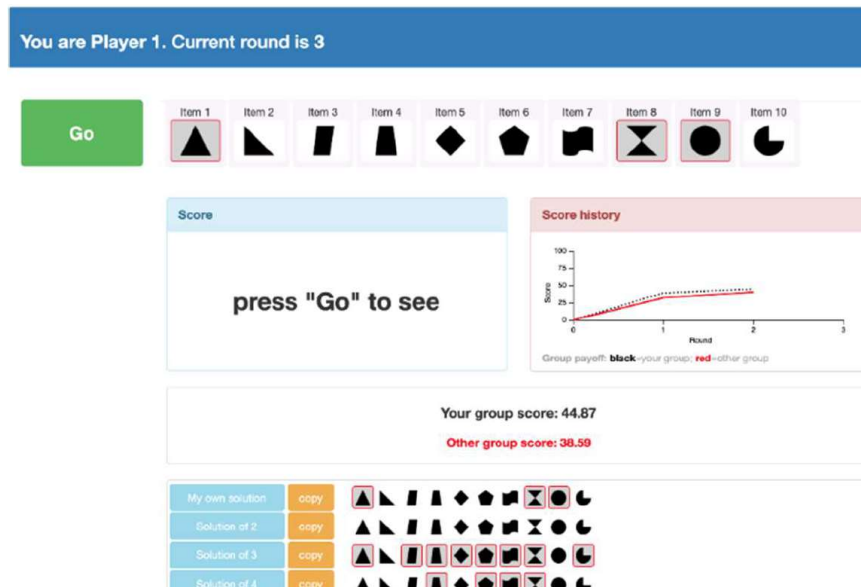 You are Player 1. Current round is 3
Go
Item 1 Item 2 Item 3 Item 4 Item 5 Item 6 Item 7 Item 8 Item 9 Item 10
Score
press "Go" to see
Score history
100
75
50
25
0
Score
0 1 2 3
Round
Group payoff: black=your group; red=other group
Your group score: 44.87
Other group score: 38.59
My own solution copy
Solution of 2 copy
Solution of 3 copy
Solution of 4 copy